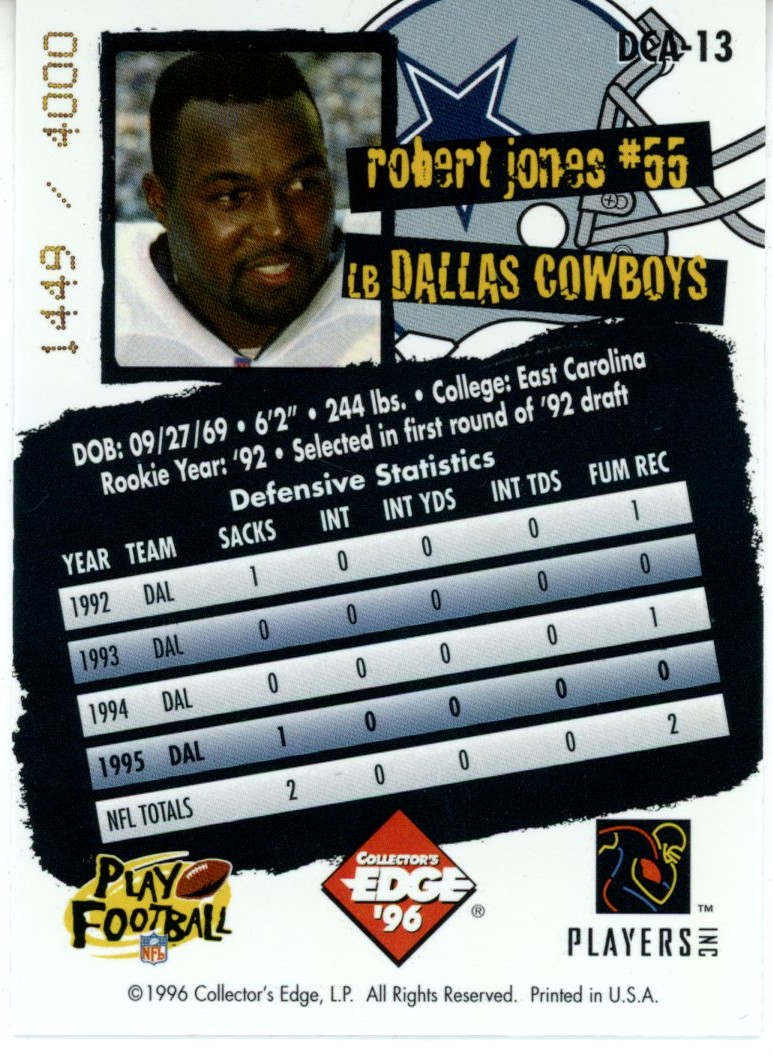 DCA-13
1449 / 4000
robert jones #55
LB DALLAS COWBOYS
DOB: 09/27/69 • 6'2" • 244 lbs. • College: East Carolina
Rookie Year: '92 • Selected in first round of '92 draft
Defensive Statistics
YEAR TEAM SACKS INT INT YDS INT TDS FUM REC
1992 DAL 1 0 0 0 1
1993 DAL 0 0 0 0 0
1994 DAL 0 0 0 0 1
1995 DAL 1 0 0 0 0
NFL TOTALS 2 0 0 0 2
PLAY
FOOTBALL
NFL
COLLECTOR'S
EDGE
'96
®
™
PLAYERS INC
©1996 Collector's Edge, L.P. All Rights Reserved. Printed in U.S.A.